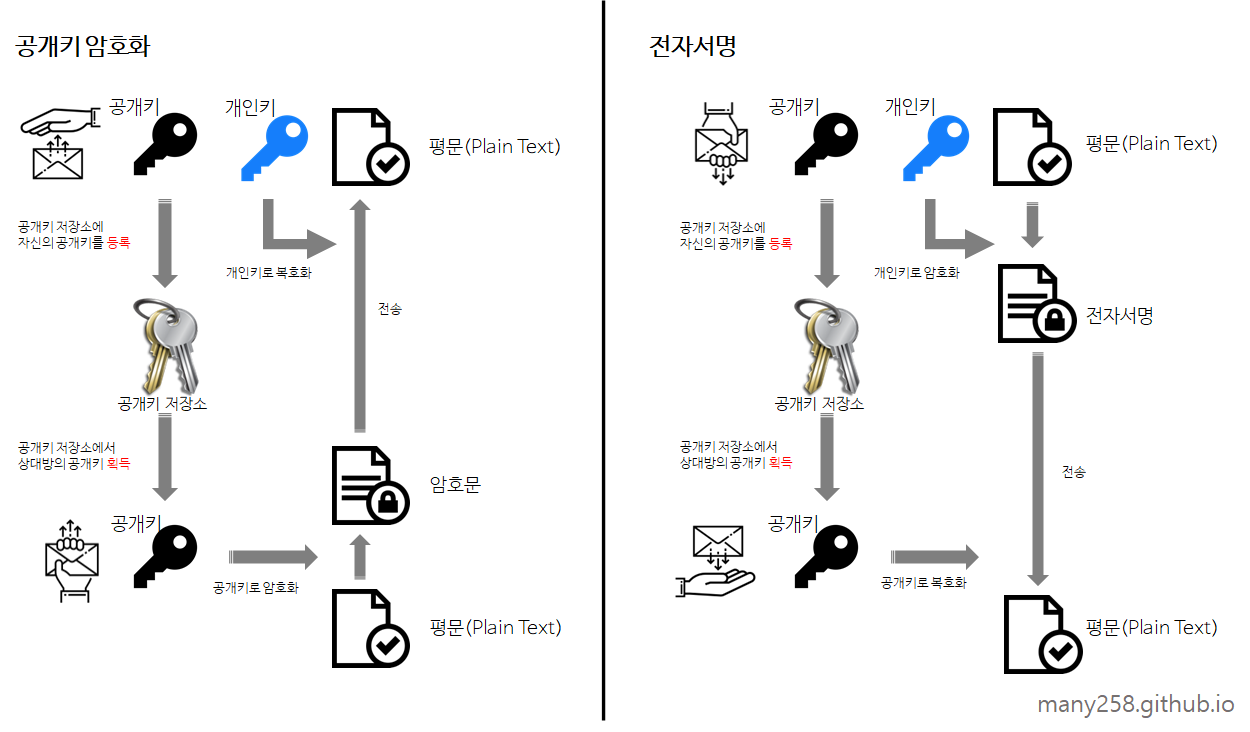 공개키 암호화
공개키
개인키
평문(Plain Text)
공개키 저장소에
자신의 공개키를 등록
개인키로 복호화
전송
공개키 저장소
공개키 저장소에서
상대방의 공개키 획득
암호문
공개키
공개키로 암호화
평문(Plain Text)
전자서명
공개키
개인키
평문(Plain Text)
공개키 저장소에
자신의 공개키를 등록
개인키로 암호화
전자서명
공개키 저장소
공개키 저장소에서
상대방의 공개키 획득
전송
공개키
공개키로 복호화
평문(Plain Text)
many258.github.io